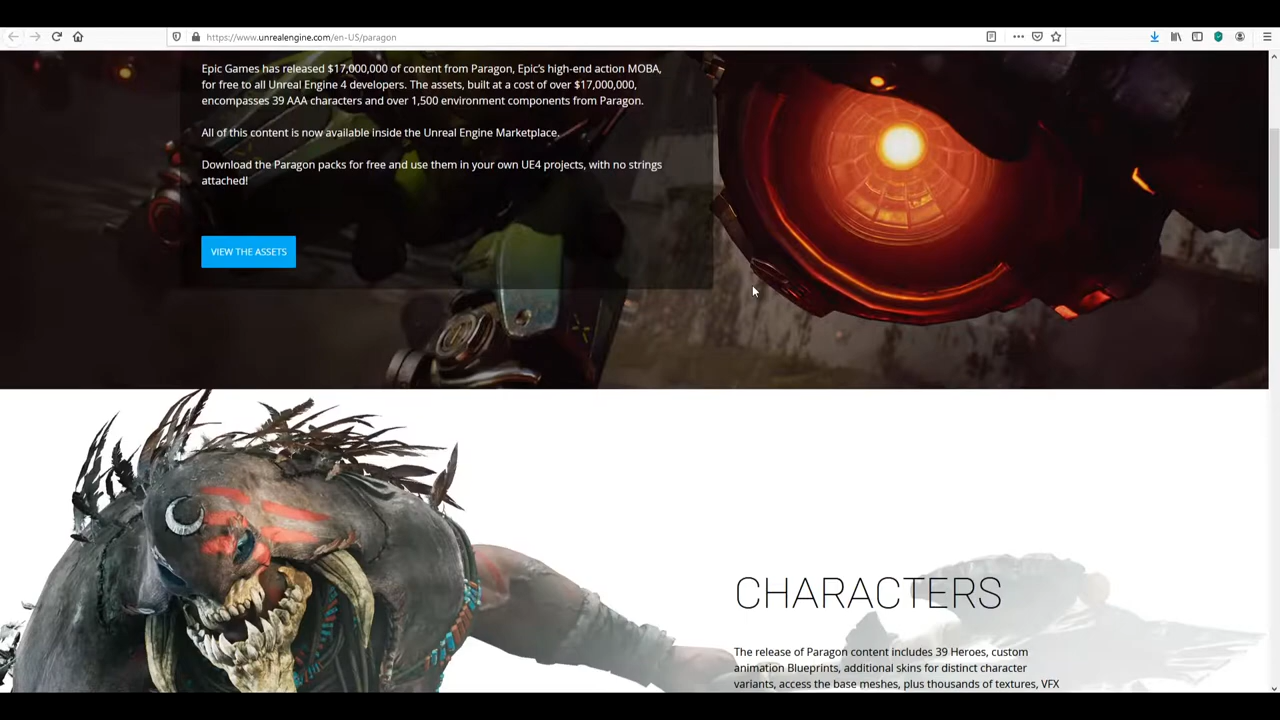 https://www.unrealengine.com/en-US/paragon
Epic Games has released $17,000,000 of content from Paragon, Epic's high-end action MOBA,
for free to all Unreal Engine 4 developers. The assets, built at a cost of over $17,000,000,
encompasses 39 AAA characters and over 1,500 environment components from Paragon.
All of this content is now available inside the Unreal Engine Marketplace.
Download the Paragon packs for free and use them in your own UE4 projects, with no strings
attached!
VIEW THE ASSETS
CHARACTERS
The release of Paragon content includes 39 Heroes, custom
animation Blueprints, additional skins for distinct character
variants, access the base meshes, plus thousands of textures, VFX